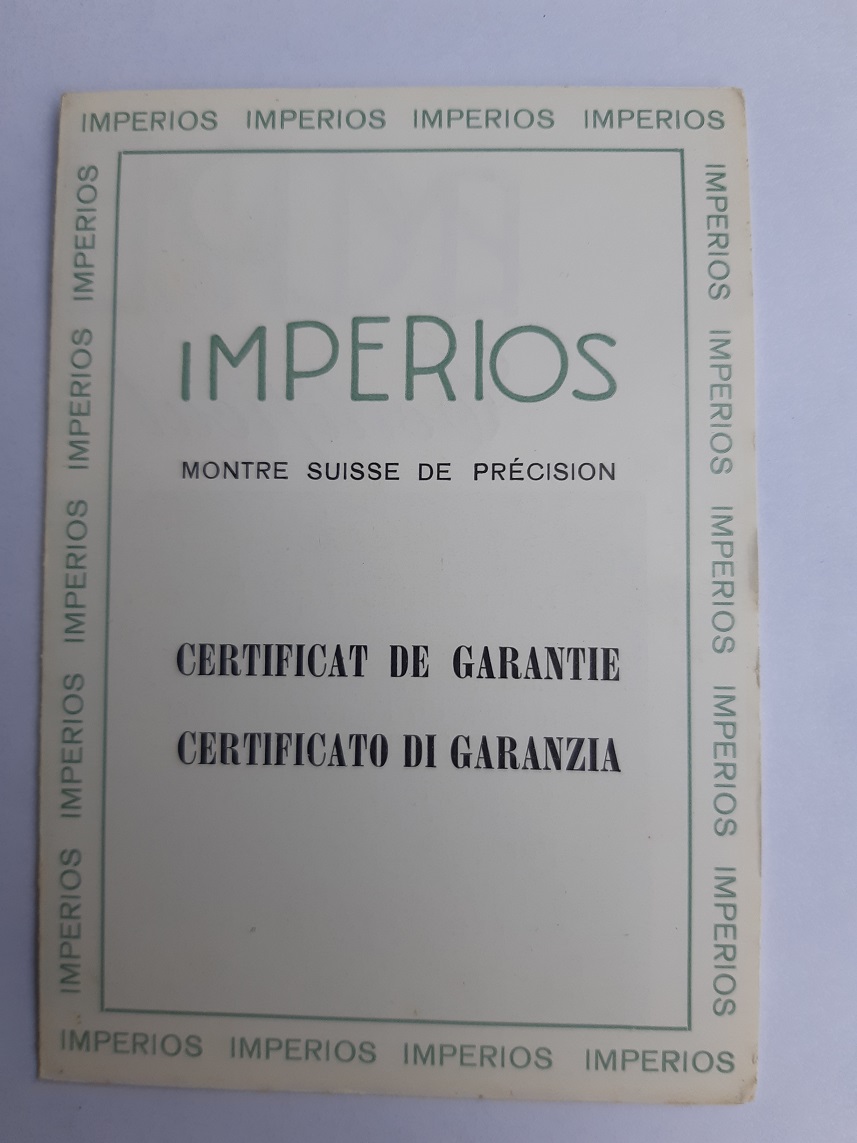 IMPERIOS IMPERIOS IMPERIOS IMPERIOS
IMPERIOS IMPERIOS IMPERIOS IMPERIOS IMPERIOS
IMPERIOS
MONTRE SUISSE DE PRÉCISION
CERTIFICAT DE GARANTIE
CERTIFICATO DI GARANZIA
IMPERIOS IMPERIOS IMPERIOS IMPERIOS IMPERIOS
IMPERIOS IMPERIOS IMPERIOS IMPERIOS